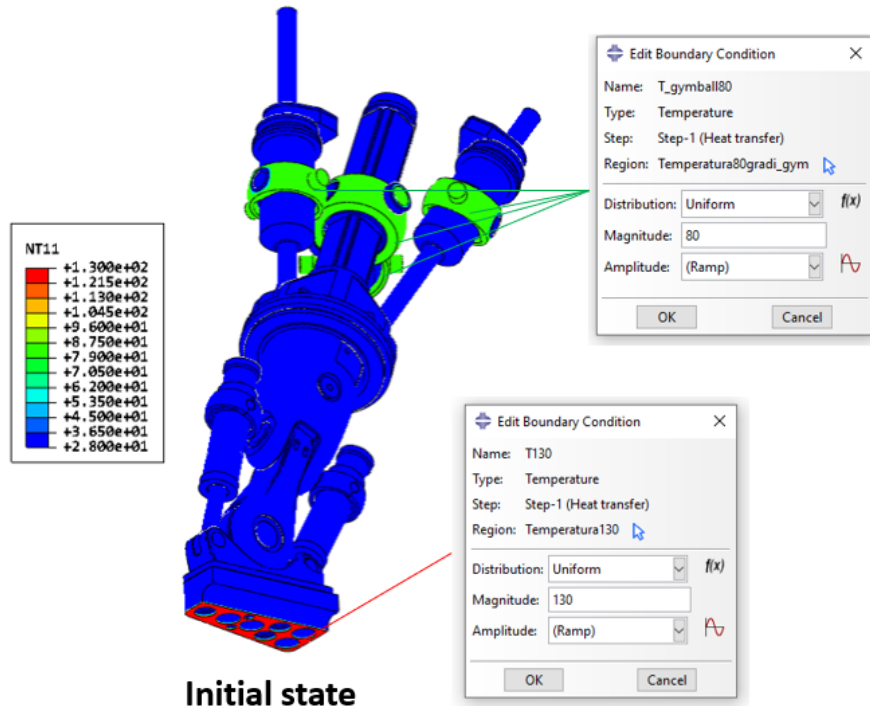 Edit Boundary Condition
Name: T_gymball80
Type: Temperature
Step: Step-1 (Heat transfer)
Region: Temperatura80gradi_gym
Distribution: Uniform f(x)
Magnitude: 80
Amplitude: (Ramp)
OK Cancel
NT11
+1.300e+02
+1.215e+02
+1.130e+02
+1.045e+02
+9.600e+01
+8.750e+01
+7.900e+01
+7.050e+01
+6.200e+01
+5.350e+01
+4.500e+01
+3.650e+01
+2.800e+01
Edit Boundary Condition
Name: T130
Type: Temperature
Step: Step-1 (Heat transfer)
Region: Temperatura130
Distribution: Uniform f(x)
Magnitude: 130
Amplitude: (Ramp)
OK Cancel
Initial state